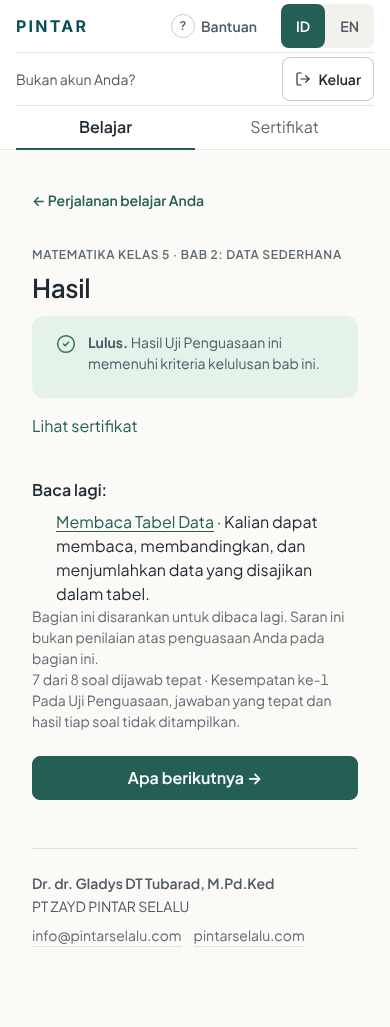 PINTAR
? Bantuan
ID EN
Bukan akun Anda?
Keluar
Belajar
Sertifikat
← Perjalanan belajar Anda
MATEMATIKA KELAS 5 · BAB 2: DATA SEDERHANA
Hasil
Lulus. Hasil Uji Penguasaan ini
memenuhi kriteria kelulusan bab ini.
Lihat sertifikat
Baca lagi:
Membaca Tabel Data · Kalian dapat
membaca, membandingkan, dan
menjumlahkan data yang disajikan
dalam tabel.
Bagian ini disarankan untuk dibaca lagi. Saran ini
bukan penilaian atas penguasaan Anda pada
bagian ini.
7 dari 8 soal dijawab tepat · Kesempatan ke-1
Pada Uji Penguasaan, jawaban yang tepat dan
hasil tiap soal tidak ditampilkan.
Apa berikutnya →
Dr. dr. Gladys DT Tubarad, M.Pd.Ked
PT ZAYD PINTAR SELALU
info@pintarselalu.com pintarselalu.com